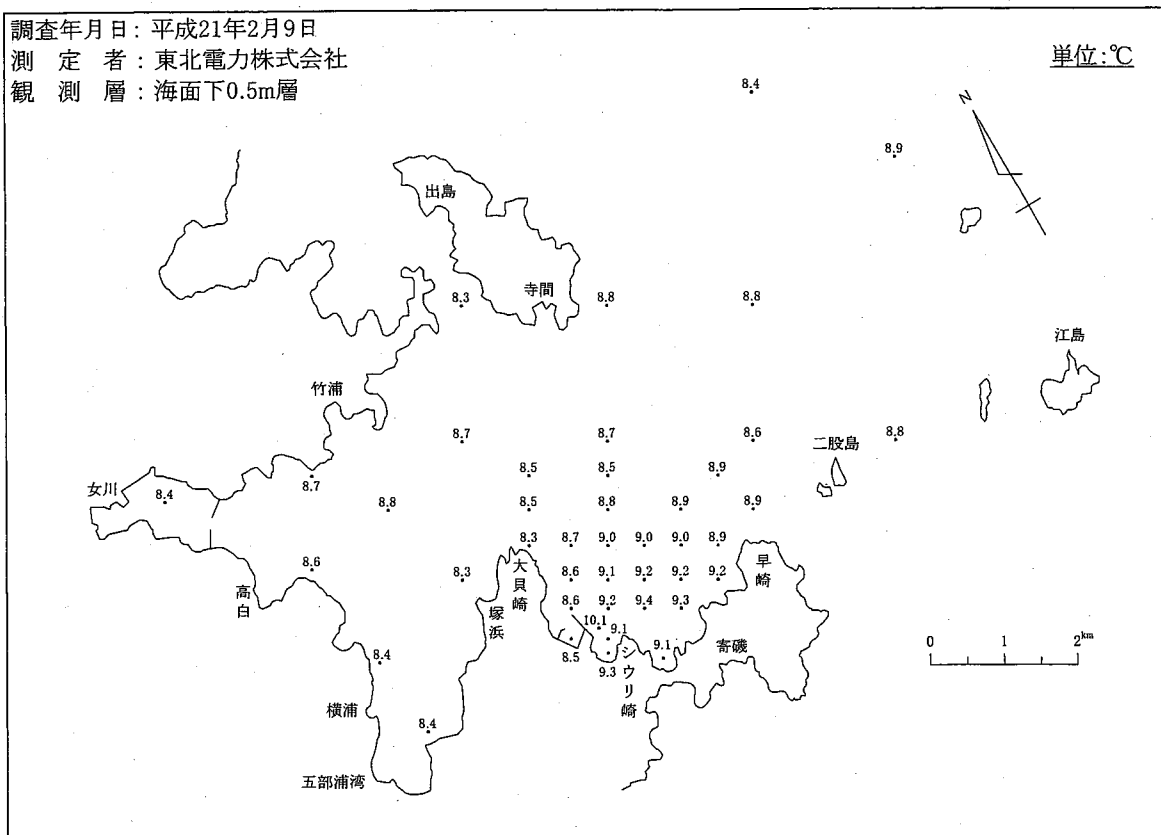 調査年月日：平成21年2月9日
測定者：東北電力株式会社
観測層：海面下0.5m層
単位：℃
8.4
N
8.9
出島
8.3
寺間
8.8
8.8
江島
竹浦
8.7
8.7
8.6
8.8
二股島
8.5
8.5
8.9
女川
8.4
8.7
8.8
8.5
8.8
8.9
8.9
8.3
8.7
9.0
9.0
9.0
8.9
8.6
8.3
大貝崎
8.6
9.1
9.2
9.2
9.2
早崎
高白
塚浜
8.6
9.2
9.4
9.3
10.1
9.1
8.5
9.3
シウリ崎
9.1
寄磯
0 1 2km
8.4
横浦
8.4
五部浦湾